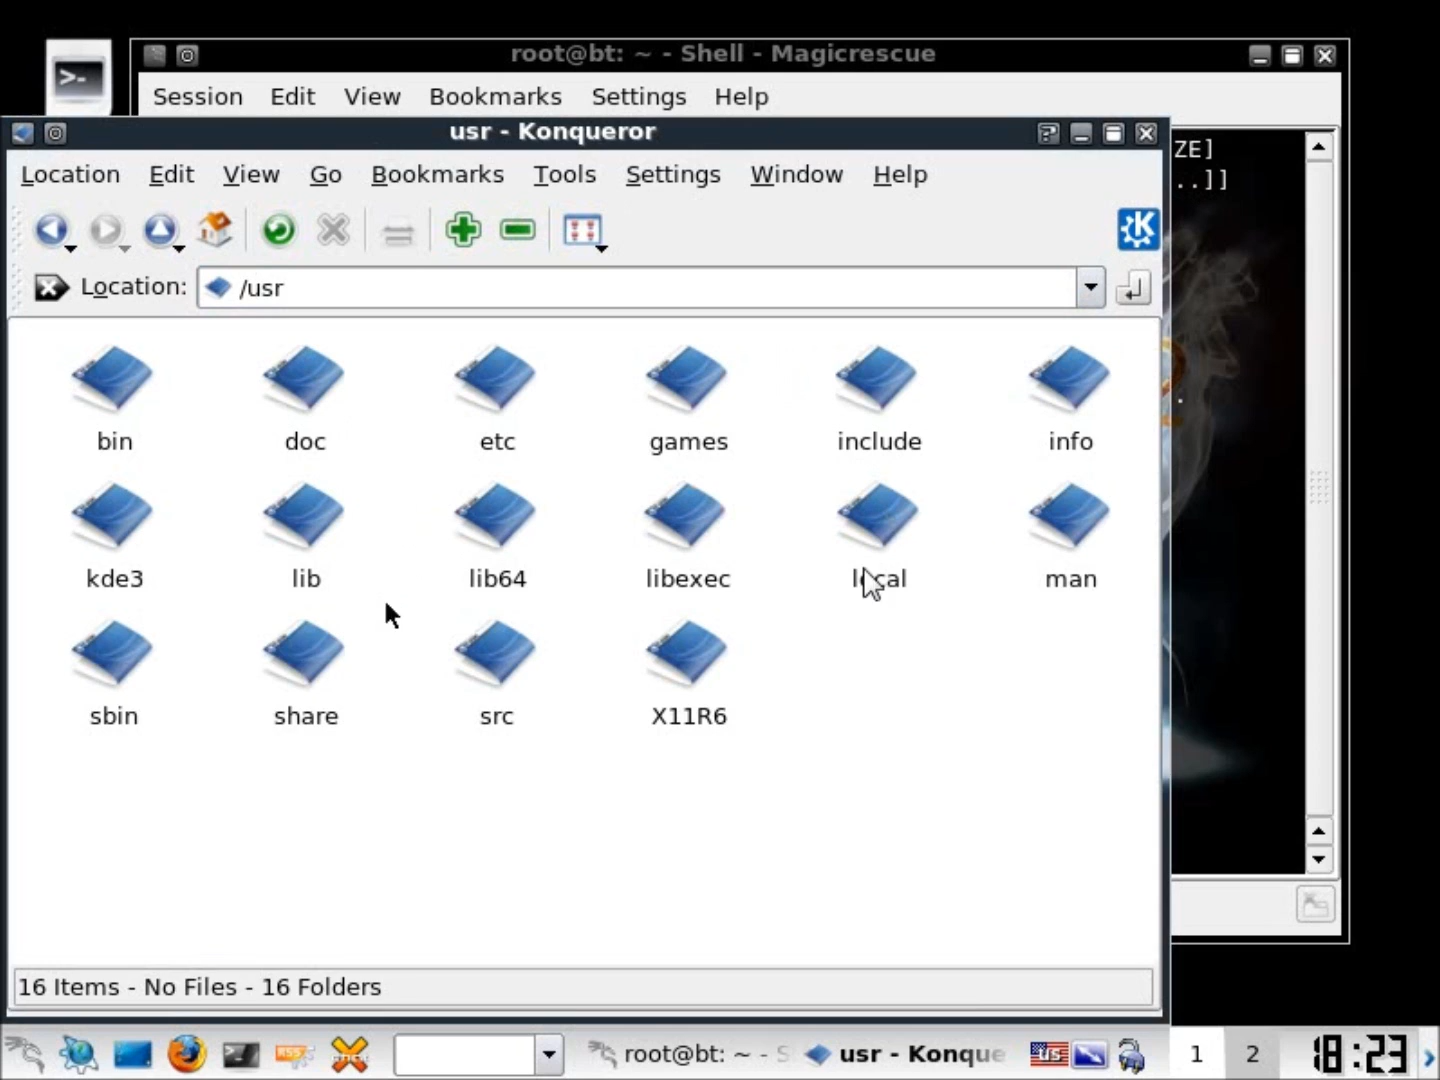 root@bt: ~ - Shell - Magicrescue
Session Edit View Bookmarks Settings Help
usr - Konqueror
ZE]
Location Edit View Go Bookmarks Tools Settings Window Help
..]]
Location: /usr
bin doc etc games include info
kde3 lib lib64 libexec local man
sbin share src X11R6
16 Items - No Files - 16 Folders
root@bt: ~ - S usr - Konque us 1 2 18:23